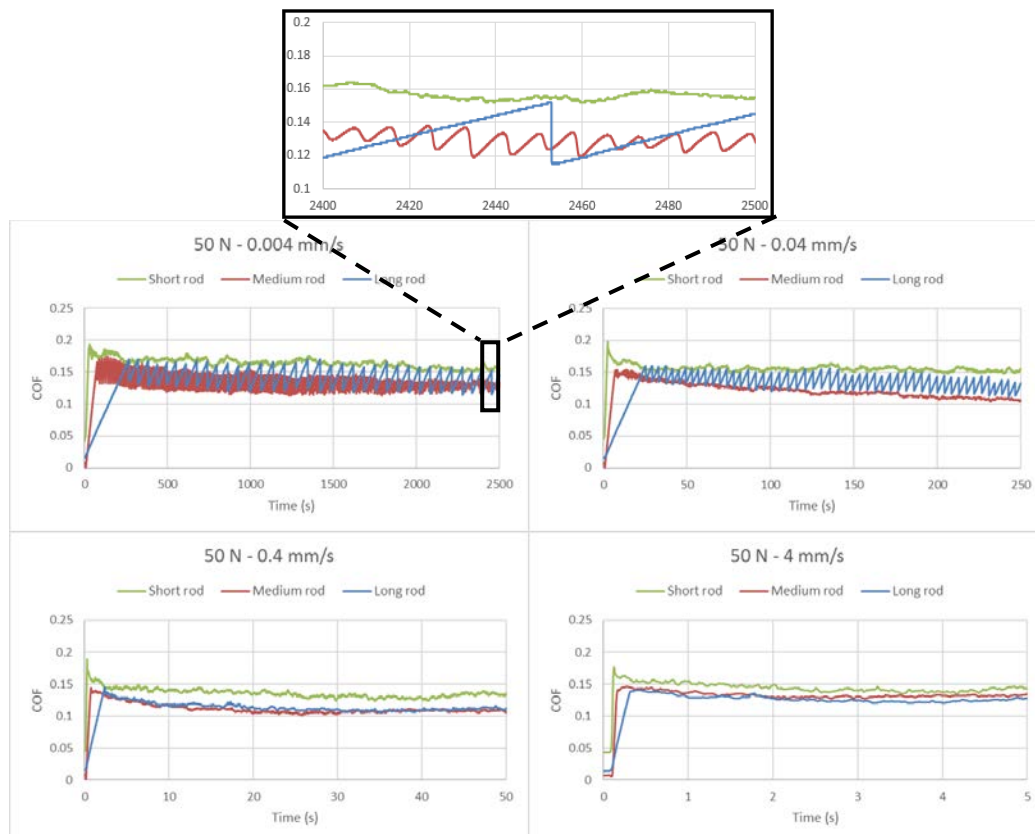 0.2
0.16
0.12
0.1
2400 2420 2440 2460 2480 2500
50 N - 0.004 mm/s
Short rod Medium rod Long rod
0.25
0.2
0.15
0.1
0.05
0
COF
0 500 1000 1500 2000 2500
Time (s)
50 N - 0.04 mm/s
Short rod Medium rod Long rod
0.25
0.2
0.15
0.1
0.05
0
COF
0 50 100 150 200 250
Time (s)
50 N - 0.4 mm/s
Short rod Medium rod Long rod
0.25
0.2
0.15
0.1
0.05
0
COF
0 10 20 30 40 50
Time (s)
50 N - 4 mm/s
Short rod Medium rod Long rod
0.25
0.2
0.15
0.1
0.05
0
COF
0 1 2 3 4 5
Time (s)